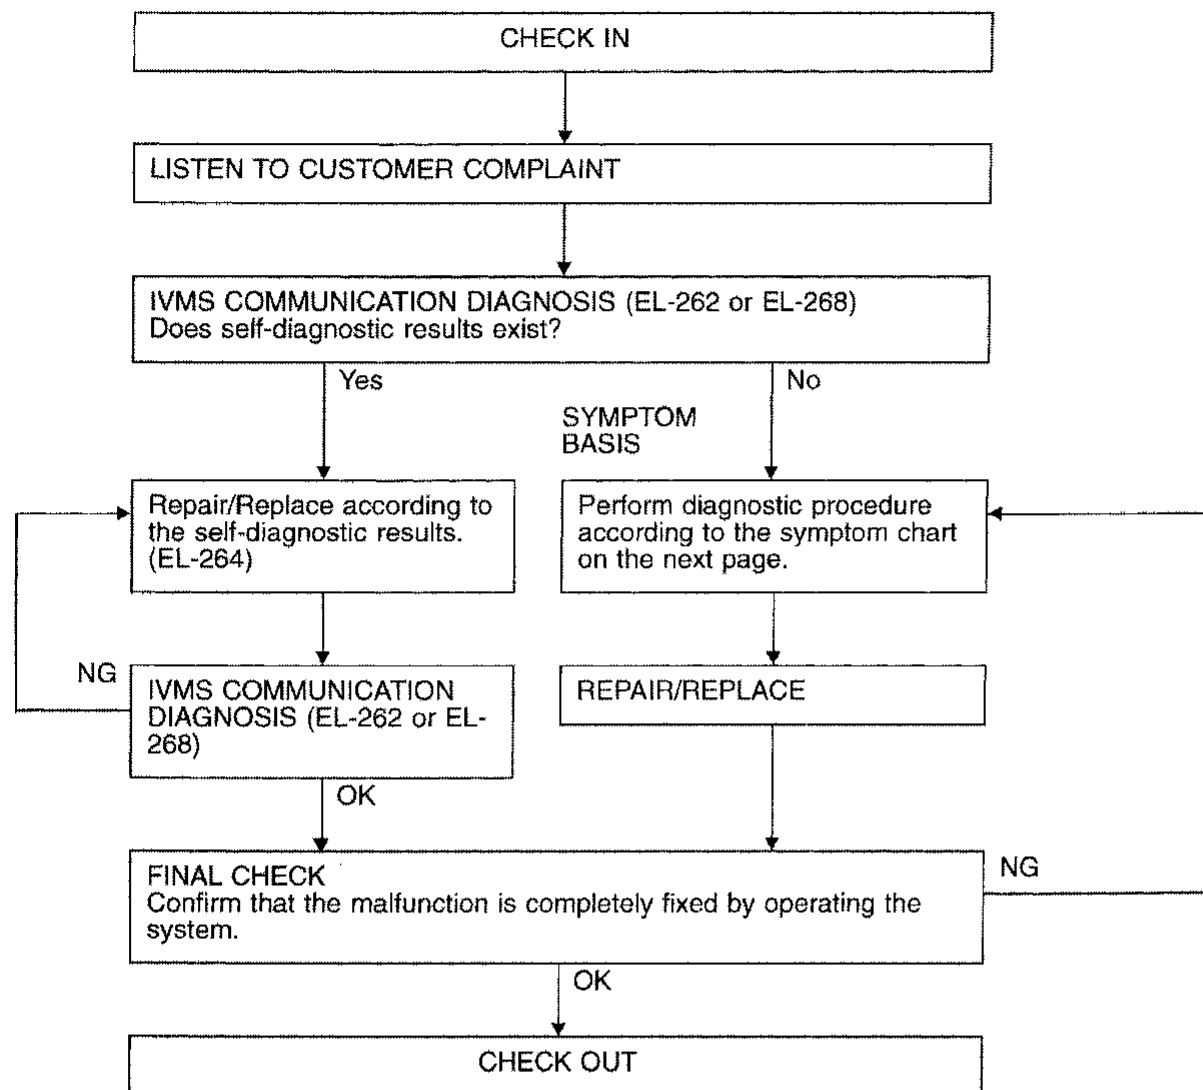 CHECK IN
LISTEN TO CUSTOMER COMPLAINT
IVMS COMMUNICATION DIAGNOSIS (EL-262 or EL-268)
Does self-diagnostic results exist?
Yes
No
SYMPTOM
BASIS
Repair/Replace according to
the self-diagnostic results.
(EL-264)
Perform diagnostic procedure
according to the symptom chart
on the next page.
NG
IVMS COMMUNICATION
DIAGNOSIS (EL-262 or EL-
268)
REPAIR/REPLACE
OK
FINAL CHECK
Confirm that the malfunction is completely fixed by operating the
system.
NG
OK
CHECK OUT